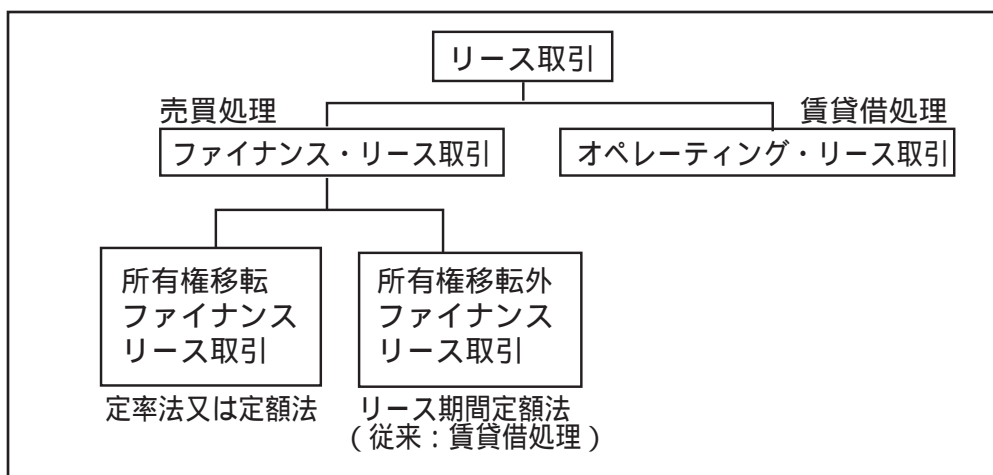 リース取引
売買処理
賃貸借処理
ファイナンス・リース取引
オペレーティング・リース取引
所有権移転
ファイナンス
リース取引
所有権移転外
ファイナンス
リース取引
定率法又は定額法
リース期間定額法
(従来:賃貸借処理)